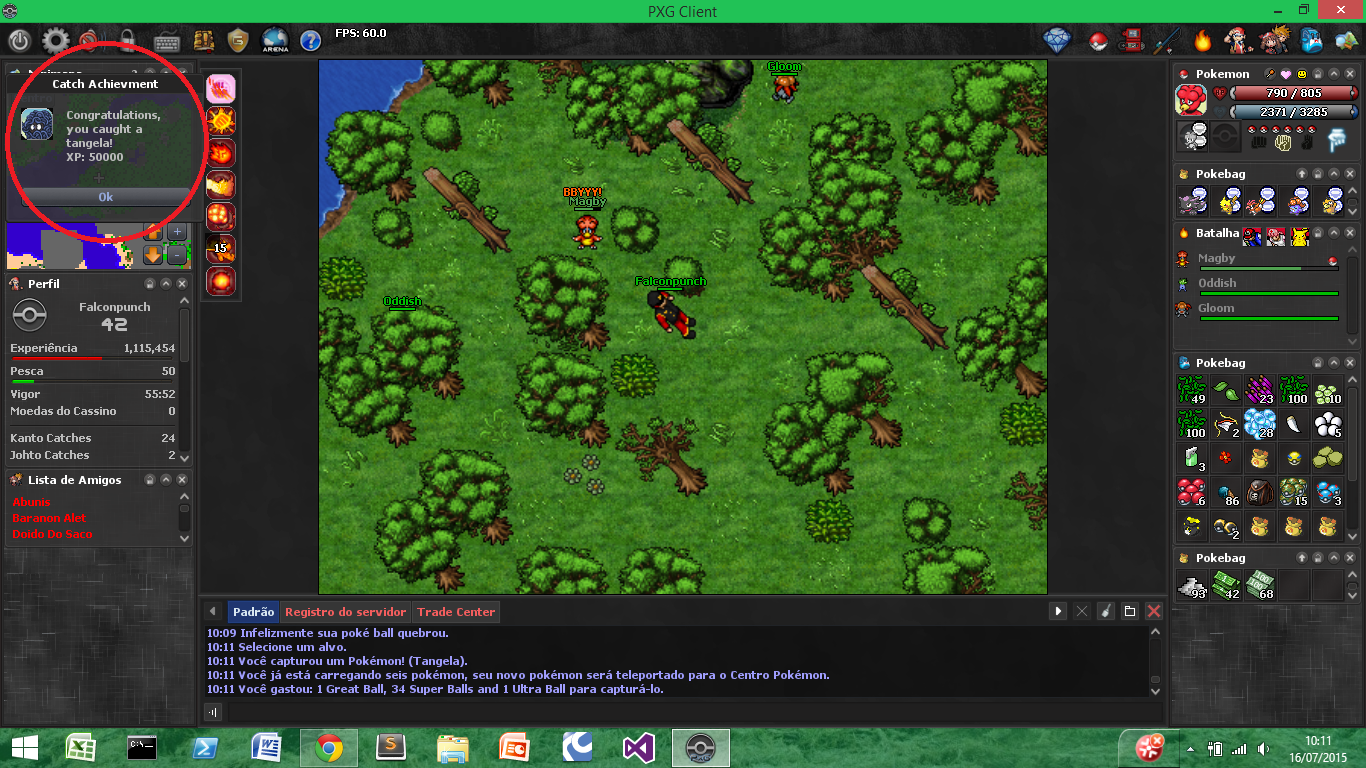 PXG Client
FPS: 60.0
ARENA
Catch Achievment
Congratulations,
you caught a
tangela!
XP: 50000
Ok
-15
+
-
Perfil
Falconpunch
42
Experiência 1,115,454
Pesca 50
Vigor 55:52
Moedas do Cassino 0
Kanto Catches 24
Johto Catches 2
Lista de Amigos
Abunis
Baranon Alet
Doido Do Saco
Gloom
BBYYY!
Magby
Falconpunch
Oddish
Pokemon
790 / 805
2371 / 3285
Pokebag
Batalha
Magby
Oddish
Gloom
Pokebag
49 23 100 10
100 2 28 5
3
6 86 15 3
2
Pokebag
93 42 68
Padrão Registro do servidor Trade Center
10:09 Infelizmente sua poké ball quebrou.
10:11 Selecione um alvo.
10:11 Você capturou um Pokémon! (Tangela).
10:11 Você já está carregando seis pokémon, seu novo pokémon será teleportado para o Centro Pokémon.
10:11 Você gastou: 1 Great Ball, 34 Super Balls and 1 Ultra Ball para capturá-lo.
10:11
16/07/2015